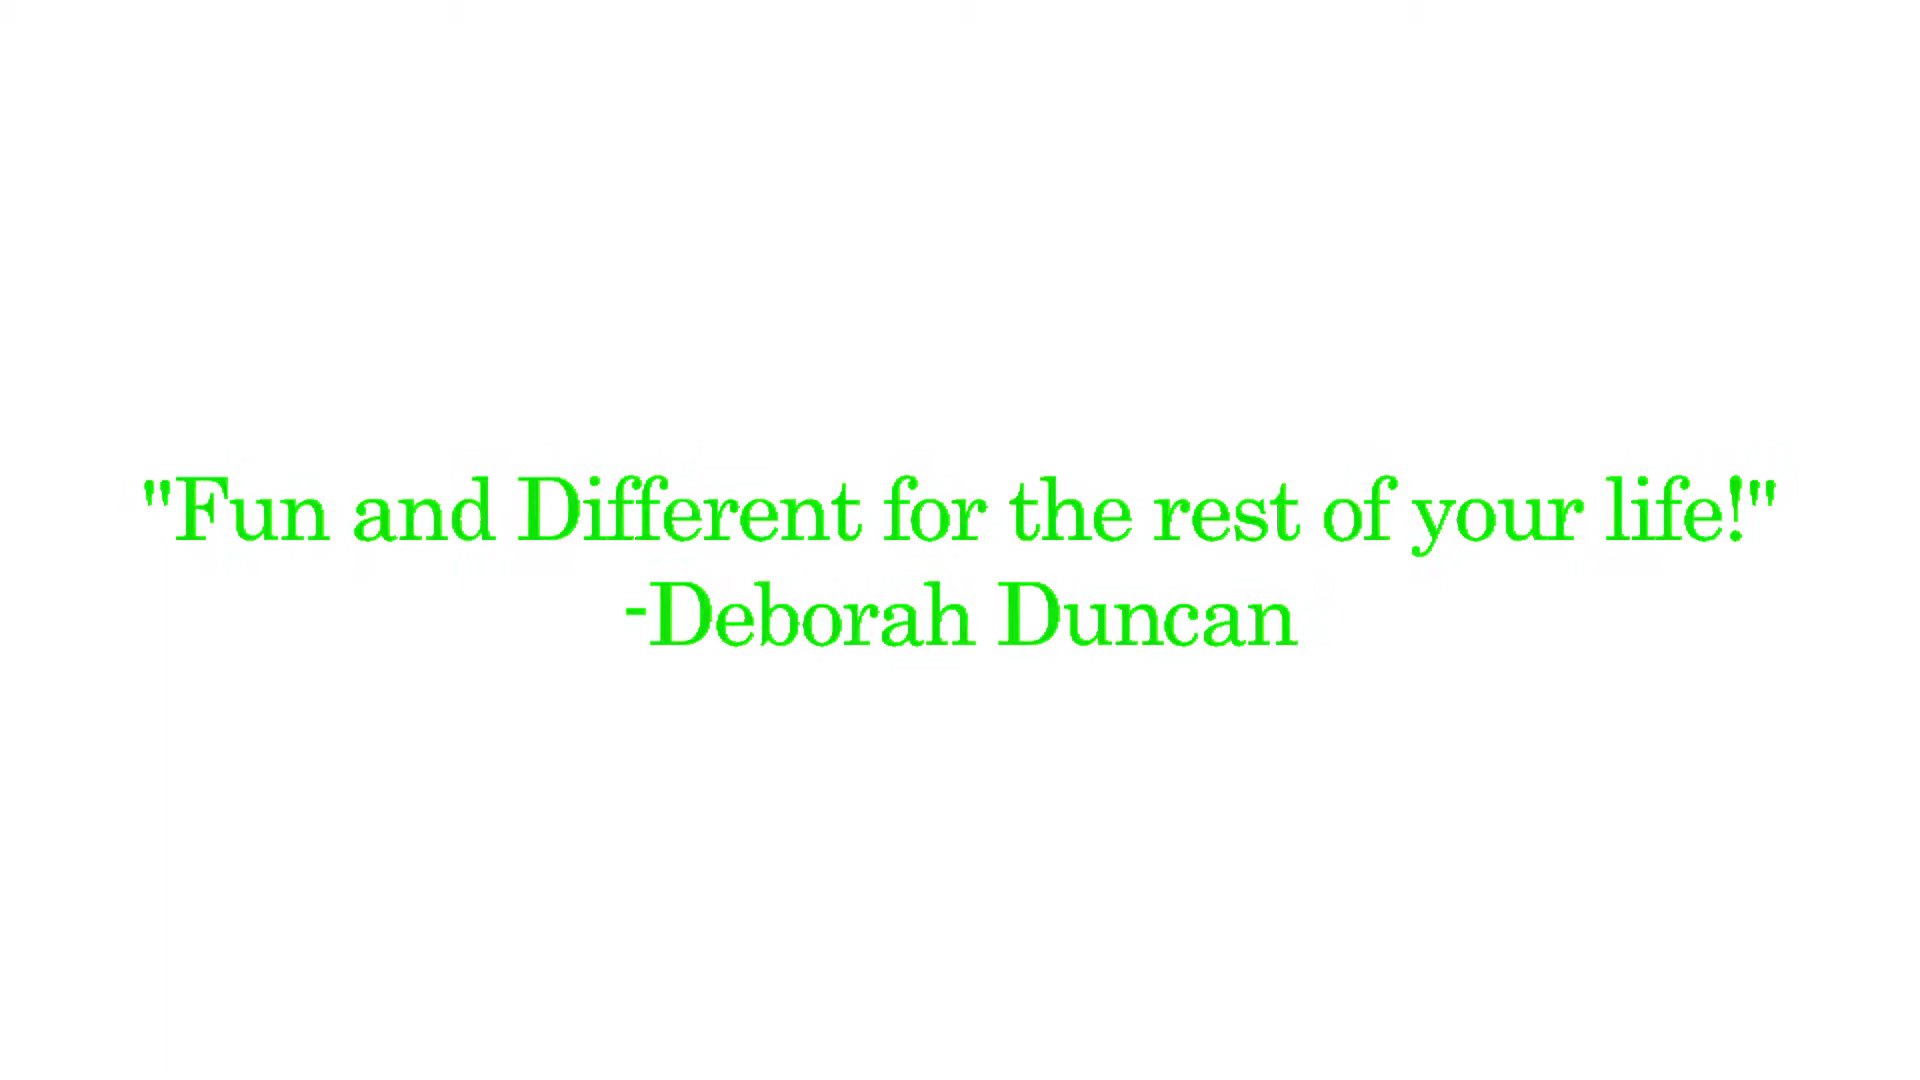 "Fun and Different for the rest of your life!"
-Deborah Duncan